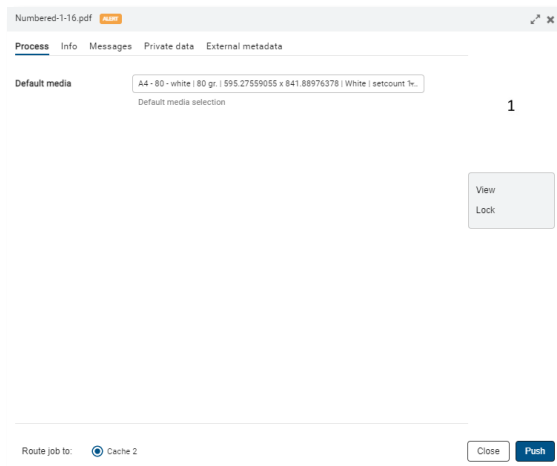 Numbered-1-16.pdf ALERT
Process Info Messages Private data External metadata
Default media A4 - 80 - white | 80 gr. | 595.27559055 x 841.88976378 | White | setcount 1
Default media selection
1
View
Lock
Route job to: Cache 2
Close Push